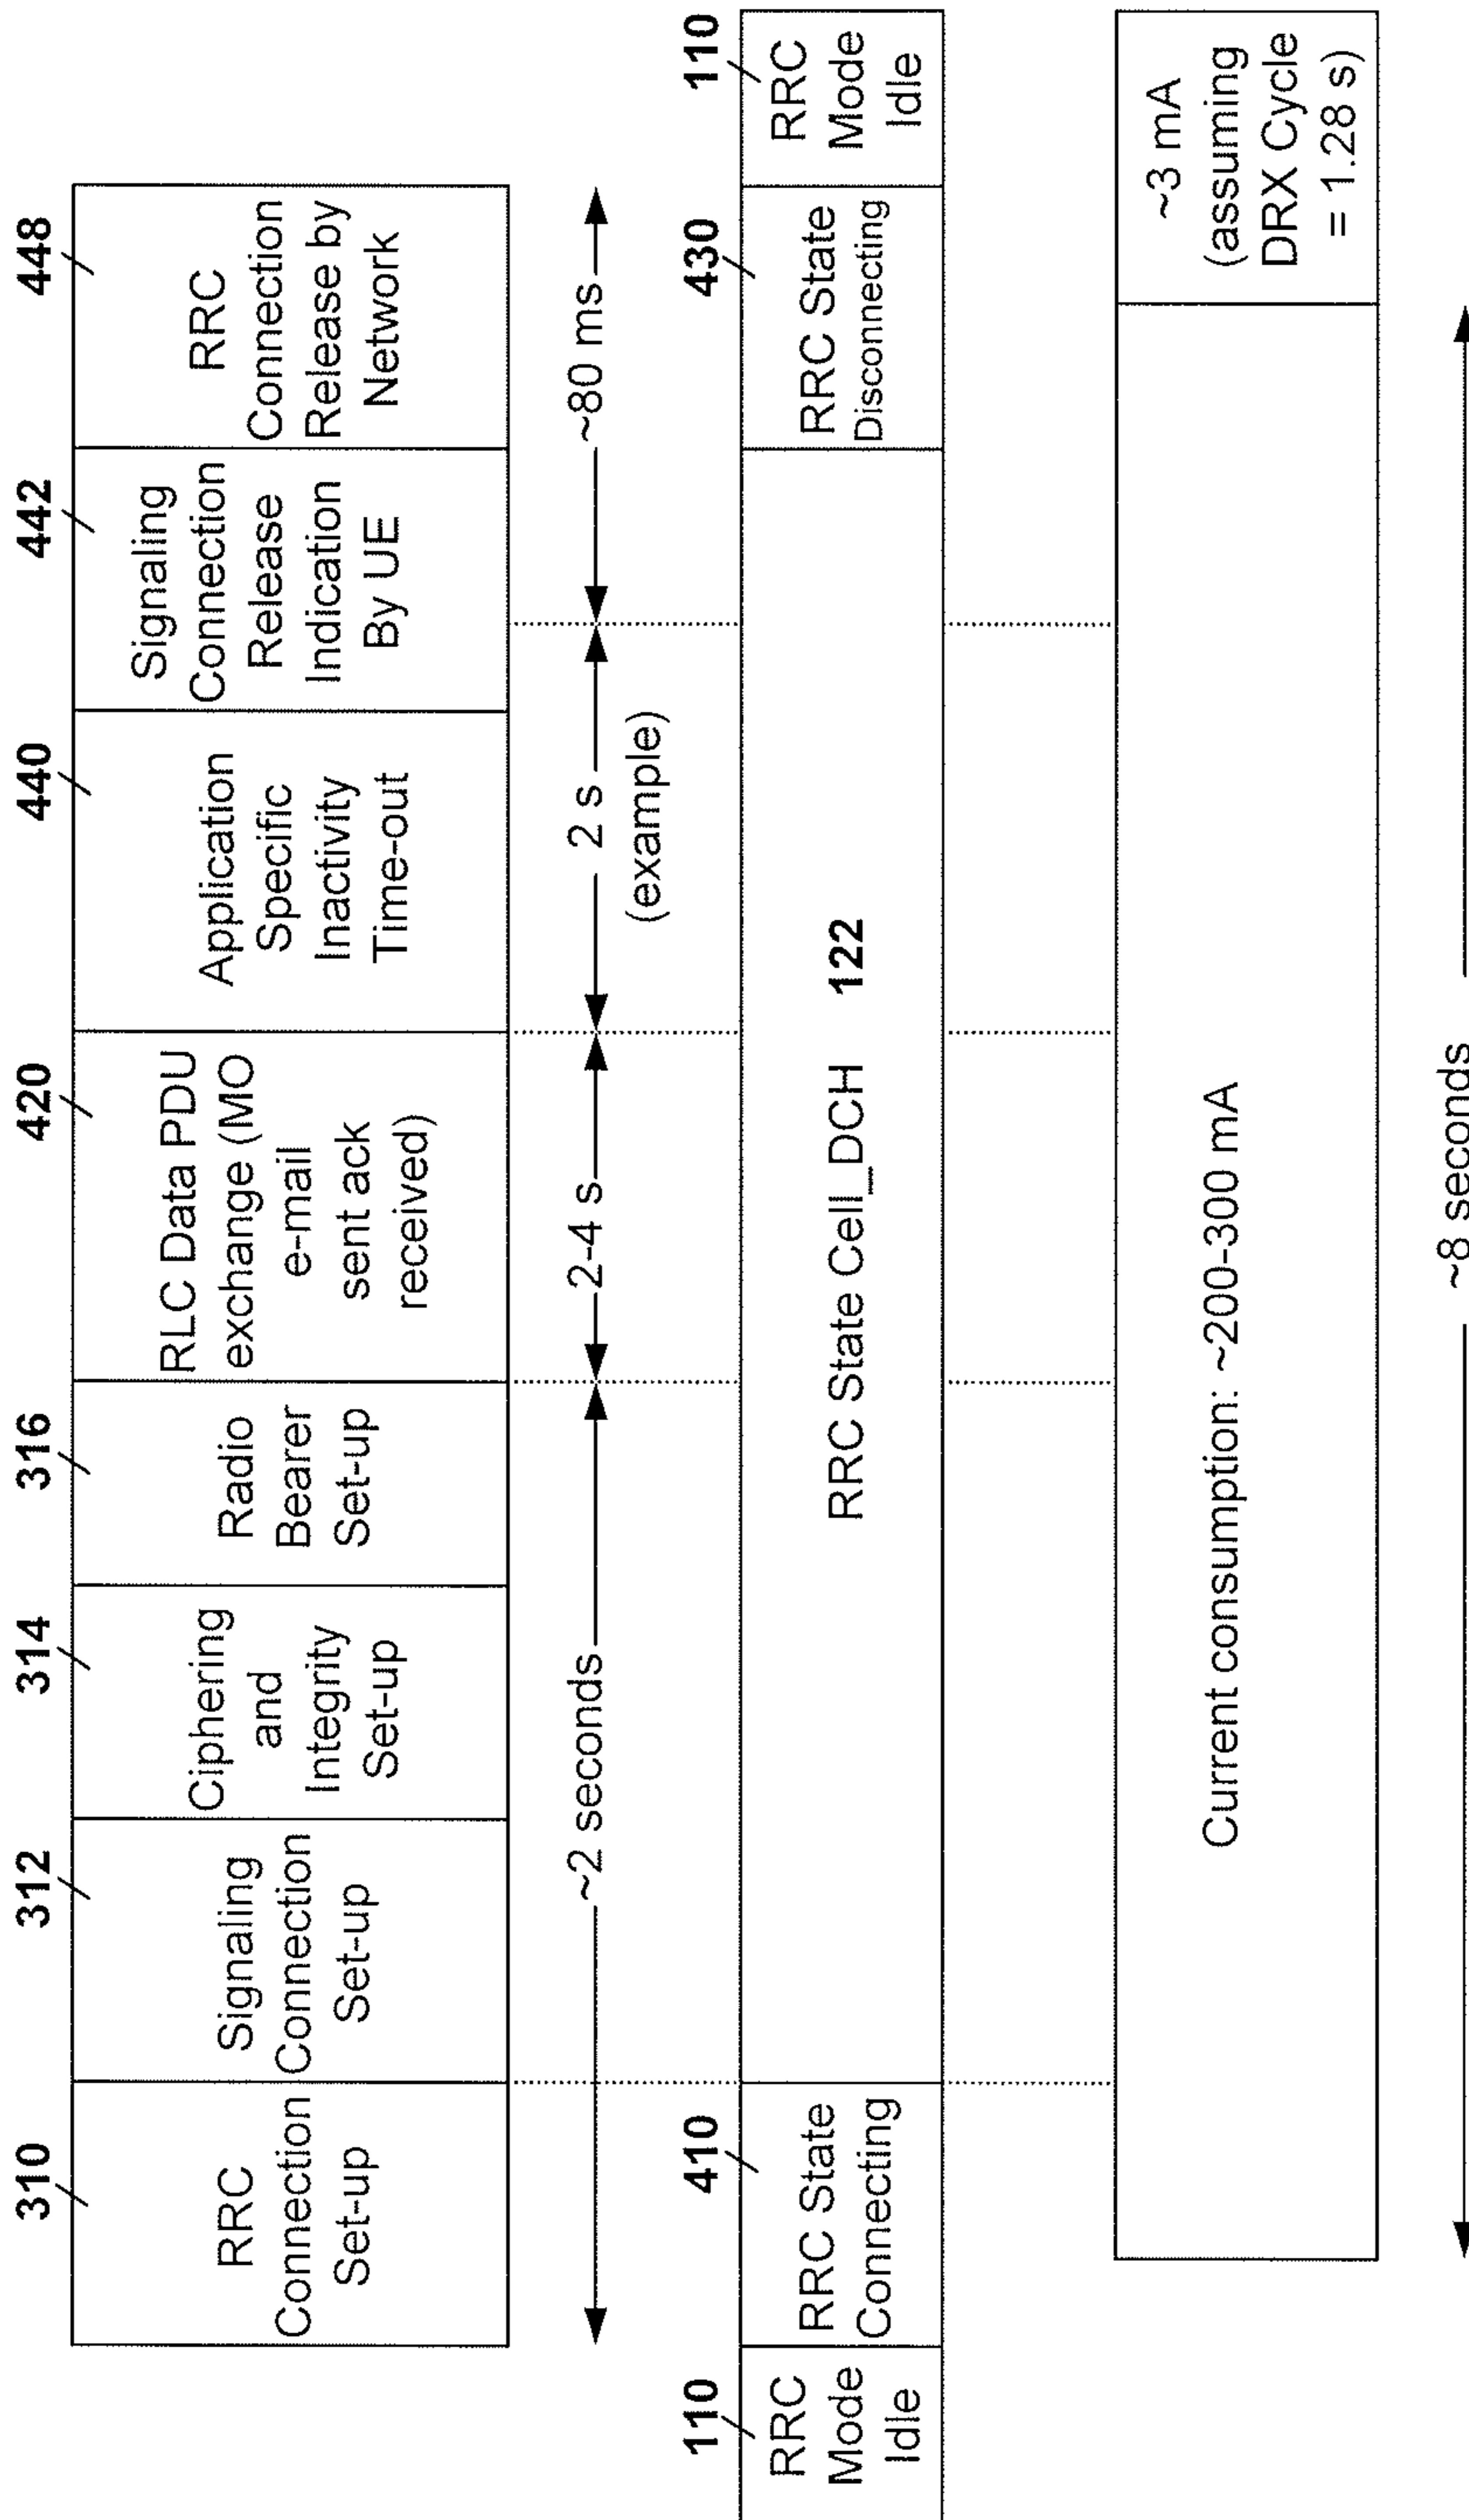 310
RRC
Connection
Set-up
312
Signaling
Connection
Set-up
314
Ciphering
and
Integrity
Set-up
316
Radio
Bearer
Set-up
420
RLC Data PDU
exchange (MO
e-mail
sent ack
received)
440
Application
Specific
Inactivity
Time-out
442
Signaling
Connection
Release
Indication
By UE
448
RRC
Connection
Release by
Network
~2 seconds
2-4 s
2 s
(example)
~80 ms
110
RRC
Mode
Idle
410
RRC State
Connecting
RRC State Cell_DCH 122
430
RRC State
Disconnecting
110
RRC
Mode
Idle
Current consumption: ~200-300 mA
~3 mA
(assuming
DRX Cycle
= 1.28 s)
~8 seconds